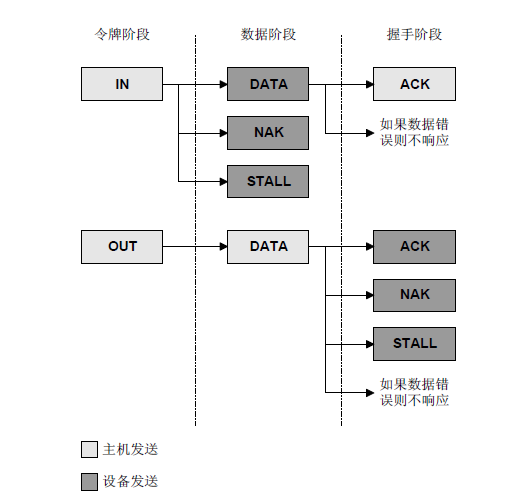 令牌阶段 数据阶段 握手阶段
IN DATA ACK
NAK 如果数据错
误则不响应
STALL
OUT DATA ACK
NAK
STALL
如果数据错
误则不响应
主机发送
设备发送